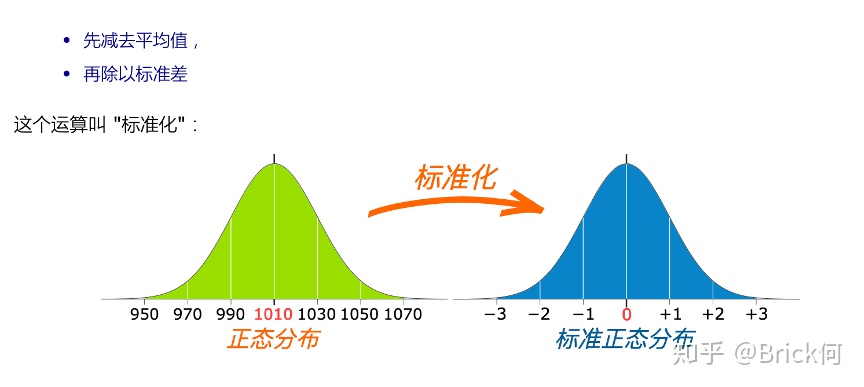 先减去平均值，
再除以标准差
这个运算叫 "标准化"：
标准化
950 970 990 1010 1030 1050 1070
−3 −2 −1 0 +1 +2 +3
正态分布
标准正态分布
知乎 @Brick何